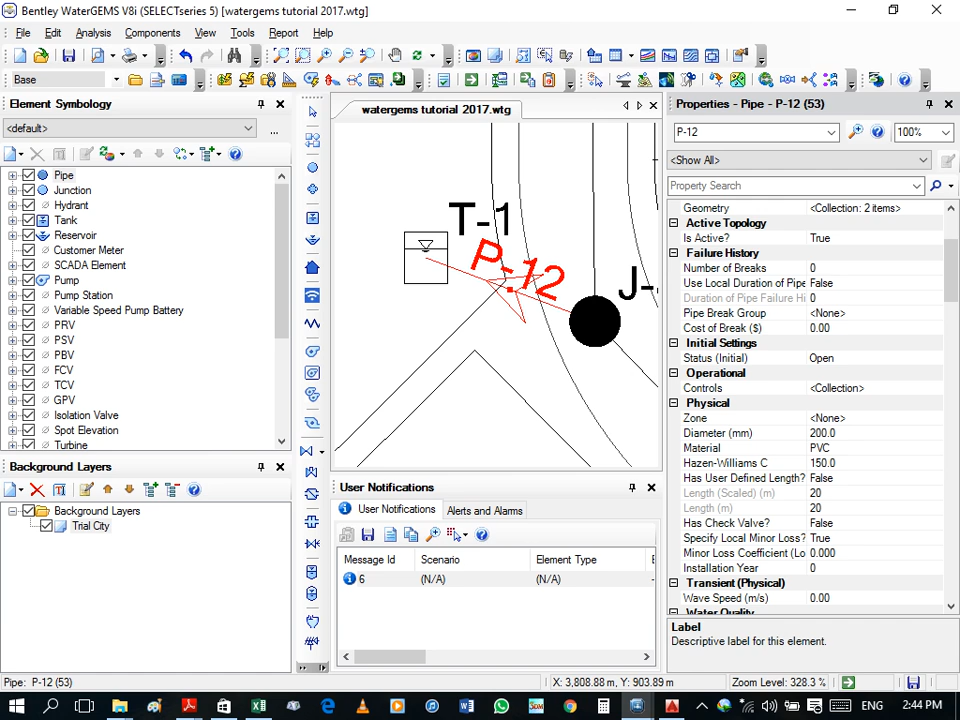 Bentley WaterGEMS V8i (SELECTseries 5) [watergems tutorial 2017.wtg]
File Edit Analysis Components View Tools Report Help
Base
Element Symbology
<default>
...
Pipe
Junction
Hydrant
Tank
Reservoir
Customer Meter
SCADA Element
Pump
Pump Station
Variable Speed Pump Battery
PRV
PSV
PBV
FCV
TCV
GPV
Isolation Valve
Spot Elevation
Turbine
Background Layers
Background Layers
Trial City
watergems tutorial 2017.wtg
T-1
P-12
J-
User Notifications
User Notifications Alerts and Alarms
Message Id Scenario Element Type E
6 (N/A) (N/A) -
Properties - Pipe - P-12 (53)
P-12 100%
<Show All>
Property Search
Geometry <Collection: 2 items>
Active Topology
Is Active? True
Failure History
Number of Breaks 0
Use Local Duration of Pipe False
Duration of Pipe Failure Hi 0
Pipe Break Group <None>
Cost of Break ($) 0.00
Initial Settings
Status (Initial) Open
Operational
Controls <Collection>
Physical
Zone <None>
Diameter (mm) 200.0
Material PVC
Hazen-Williams C 150.0
Has User Defined Length? False
Length (Scaled) (m) 20
Length (m) 20
Has Check Valve? False
Specify Local Minor Loss? True
Minor Loss Coefficient (Lo 0.000
Installation Year 0
Transient (Physical)
Wave Speed (m/s) 0.00
Water Quality
Label
Descriptive label for this element.
Pipe: P-12 (53) X: 3,808.88 m, Y: 903.89 m Zoom Level: 328.3 %
ENG 2:44 PM